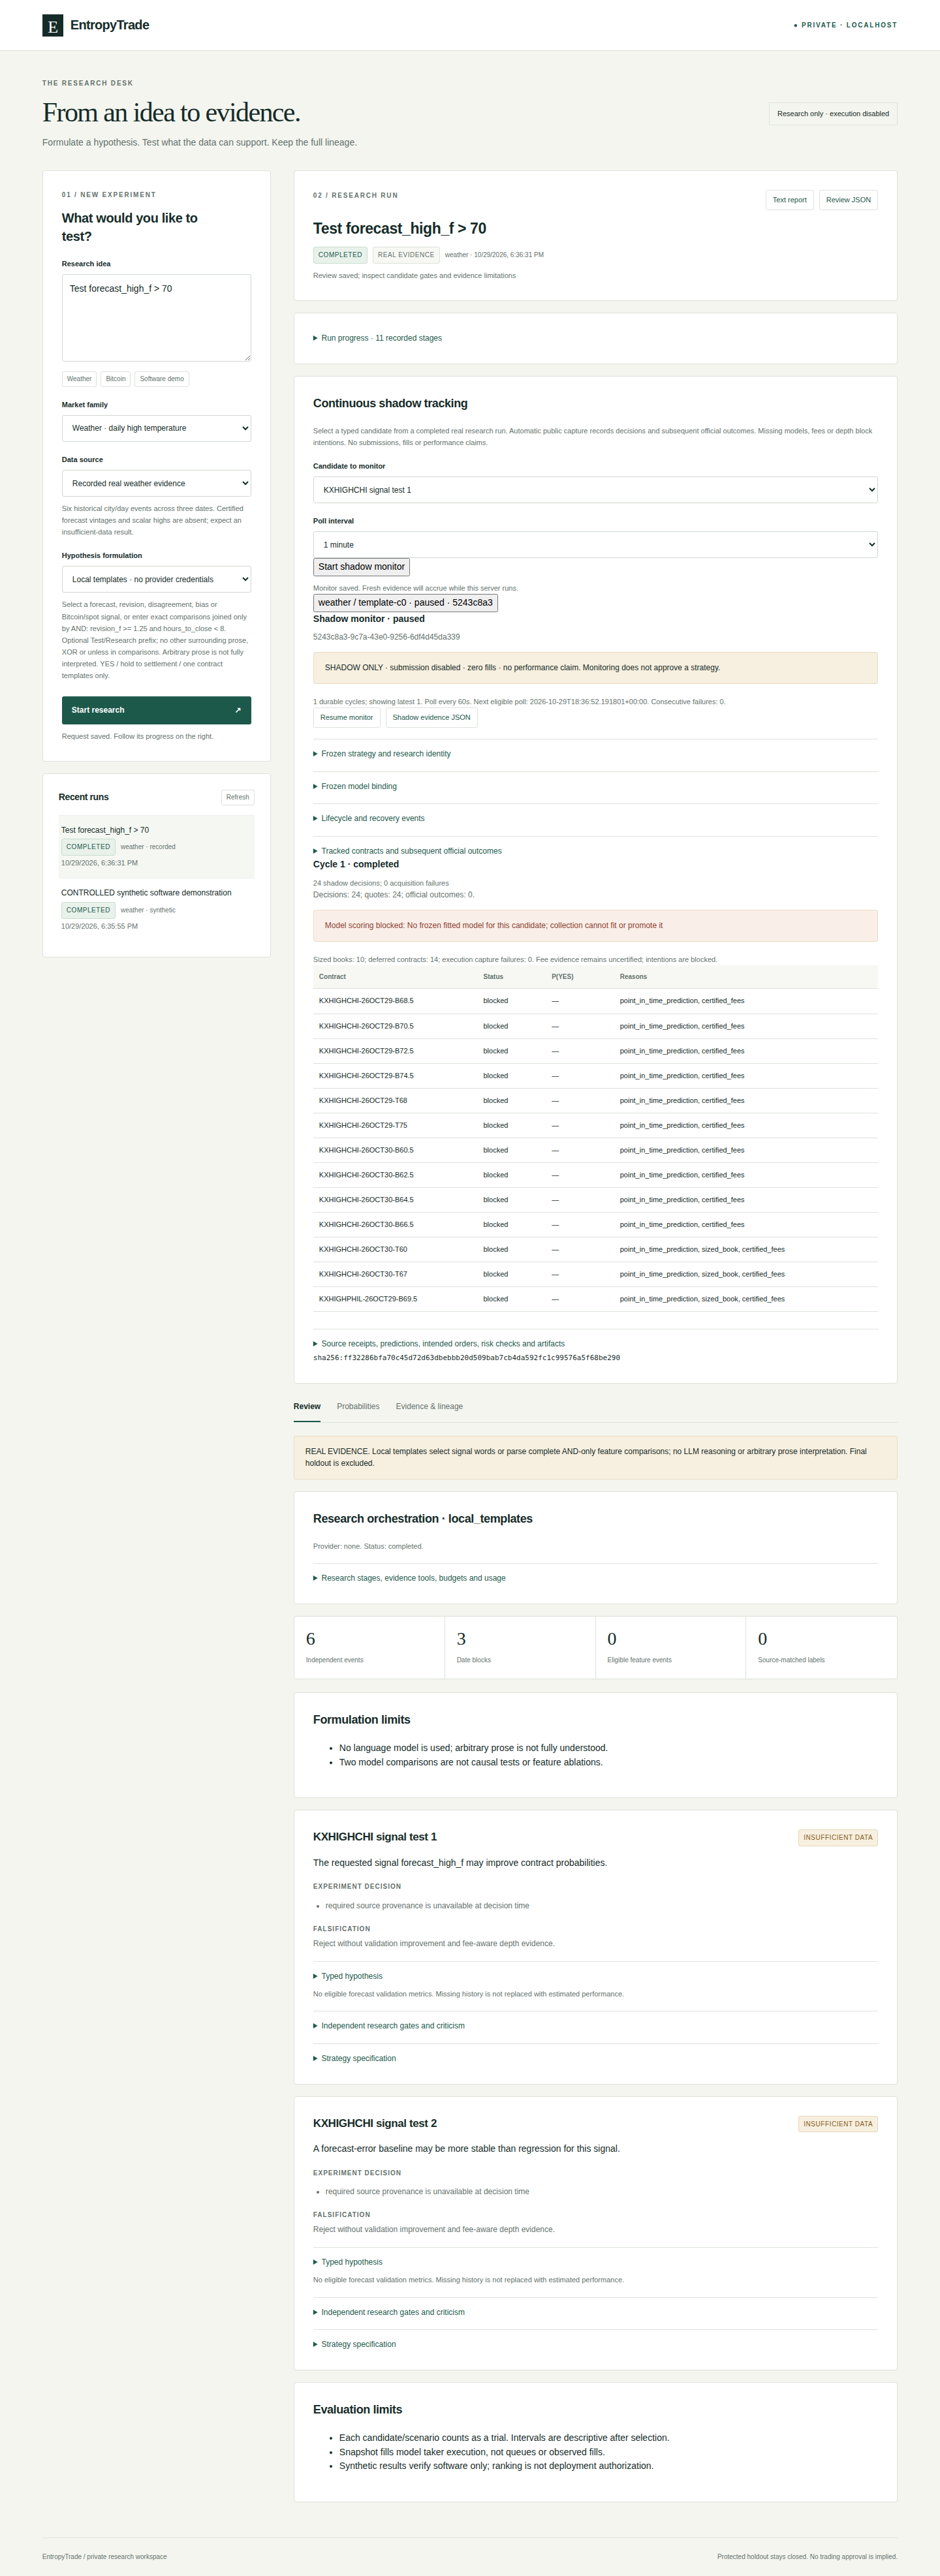 E EntropyTrade
● PRIVATE · LOCALHOST
THE RESEARCH DESK
From an idea to evidence.
Formulate a hypothesis. Test what the data can support. Keep the full lineage.
Research only · execution disabled
01 / NEW EXPERIMENT
What would you like to
test?
Research idea
Test forecast_high_f > 70
Weather
Bitcoin
Software demo
Market family
Weather · daily high temperature
Data source
Recorded real weather evidence
Six historical city/day events across three dates. Certified
forecast vintages and scalar highs are absent; expect an
insufficient-data result.
Hypothesis formulation
Local templates · no provider credentials
Select a forecast, revision, disagreement, bias or
Bitcoin/spot signal, or enter exact comparisons joined only
by AND: revision_f >= 1.25 and hours_to_close < 8.
Optional Test/Research prefix; no other surrounding prose,
XOR or unless in comparisons. Arbitrary prose is not fully
interpreted. YES / hold to settlement / one contract
templates only.
Start research ↗
Request saved. Follow its progress on the right.
Recent runs
Refresh
Test forecast_high_f > 70
COMPLETED weather · recorded
10/29/2026, 6:36:31 PM
CONTROLLED synthetic software demonstration
COMPLETED weather · synthetic
10/29/2026, 6:35:55 PM
02 / RESEARCH RUN
Text report
Review JSON
Test forecast_high_f > 70
COMPLETED REAL EVIDENCE weather · 10/29/2026, 6:36:31 PM
Review saved; inspect candidate gates and evidence limitations
▶ Run progress · 11 recorded stages
Continuous shadow tracking
Select a typed candidate from a completed real research run. Automatic public capture records decisions and subsequent official outcomes. Missing models, fees or depth block
intentions. No submissions, fills or performance claims.
Candidate to monitor
KXHIGHCHI signal test 1
Poll interval
1 minute
Start shadow monitor
Monitor saved. Fresh evidence will accrue while this server runs.
weather / template-c0 · paused · 5243c8a3
Shadow monitor · paused
5243c8a3-9c7a-43e0-9256-6df4d45da339
SHADOW ONLY · submission disabled · zero fills · no performance claim. Monitoring does not approve a strategy.
1 durable cycles; showing latest 1. Poll every 60s. Next eligible poll: 2026-10-29T18:36:52.191801+00:00. Consecutive failures: 0.
Resume monitor
Shadow evidence JSON
▶ Frozen strategy and research identity
▶ Frozen model binding
▶ Lifecycle and recovery events
▶ Tracked contracts and subsequent official outcomes
Cycle 1 · completed
24 shadow decisions; 0 acquisition failures
Decisions: 24; quotes: 24; official outcomes: 0.
Model scoring blocked: No frozen fitted model for this candidate; collection cannot fit or promote it
Sized books: 10; deferred contracts: 14; execution capture failures: 0. Fee evidence remains uncertified; intentions are blocked.
Contract Status P(YES) Reasons
KXHIGHCHI-26OCT29-B68.5 blocked — point_in_time_prediction, certified_fees
KXHIGHCHI-26OCT29-B70.5 blocked — point_in_time_prediction, certified_fees
KXHIGHCHI-26OCT29-B72.5 blocked — point_in_time_prediction, certified_fees
KXHIGHCHI-26OCT29-B74.5 blocked — point_in_time_prediction, certified_fees
KXHIGHCHI-26OCT29-T68 blocked — point_in_time_prediction, certified_fees
KXHIGHCHI-26OCT29-T75 blocked — point_in_time_prediction, certified_fees
KXHIGHCHI-26OCT30-B60.5 blocked — point_in_time_prediction, certified_fees
KXHIGHCHI-26OCT30-B62.5 blocked — point_in_time_prediction, certified_fees
KXHIGHCHI-26OCT30-B64.5 blocked — point_in_time_prediction, certified_fees
KXHIGHCHI-26OCT30-B66.5 blocked — point_in_time_prediction, certified_fees
KXHIGHCHI-26OCT30-T60 blocked — point_in_time_prediction, sized_book, certified_fees
KXHIGHCHI-26OCT30-T67 blocked — point_in_time_prediction, sized_book, certified_fees
KXHIGHPHIL-26OCT29-B69.5 blocked — point_in_time_prediction, sized_book, certified_fees
▶ Source receipts, predictions, intended orders, risk checks and artifacts
sha256:ff32286bfa70c45d72d63dbebbb20d509bab7cb4da592fc1c99576a5f68be290
Review Probabilities Evidence & lineage
REAL EVIDENCE. Local templates select signal words or parse complete AND-only feature comparisons; no LLM reasoning or arbitrary prose interpretation. Final
holdout is excluded.
Research orchestration · local_templates
Provider: none. Status: completed.
▶ Research stages, evidence tools, budgets and usage
6 3 0 0
Independent events Date blocks Eligible feature events Source-matched labels
Formulation limits
• No language model is used; arbitrary prose is not fully understood.
• Two model comparisons are not causal tests or feature ablations.
KXHIGHCHI signal test 1
INSUFFICIENT DATA
The requested signal forecast_high_f may improve contract probabilities.
EXPERIMENT DECISION
• required source provenance is unavailable at decision time
FALSIFICATION
Reject without validation improvement and fee-aware depth evidence.
▶ Typed hypothesis
No eligible forecast validation metrics. Missing history is not replaced with estimated performance.
▶ Independent research gates and criticism
▶ Strategy specification
KXHIGHCHI signal test 2
INSUFFICIENT DATA
A forecast-error baseline may be more stable than regression for this signal.
EXPERIMENT DECISION
• required source provenance is unavailable at decision time
FALSIFICATION
Reject without validation improvement and fee-aware depth evidence.
▶ Typed hypothesis
No eligible forecast validation metrics. Missing history is not replaced with estimated performance.
▶ Independent research gates and criticism
▶ Strategy specification
Evaluation limits
• Each candidate/scenario counts as a trial. Intervals are descriptive after selection.
• Snapshot fills model taker execution, not queues or observed fills.
• Synthetic results verify software only; ranking is not deployment authorization.
EntropyTrade / private research workspace
Protected holdout stays closed. No trading approval is implied.